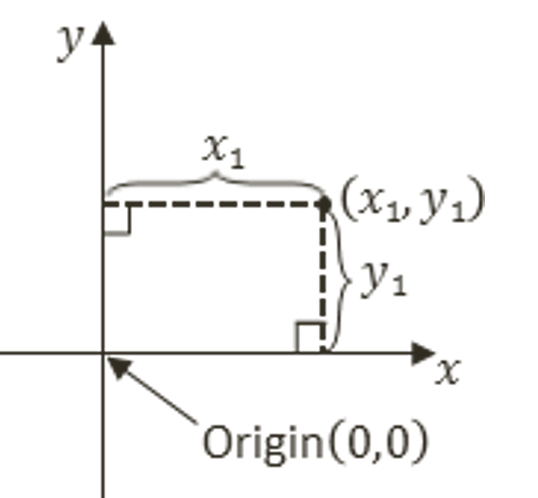 y
x₁
(x₁, y₁)
y₁
x
Origin(0,0)